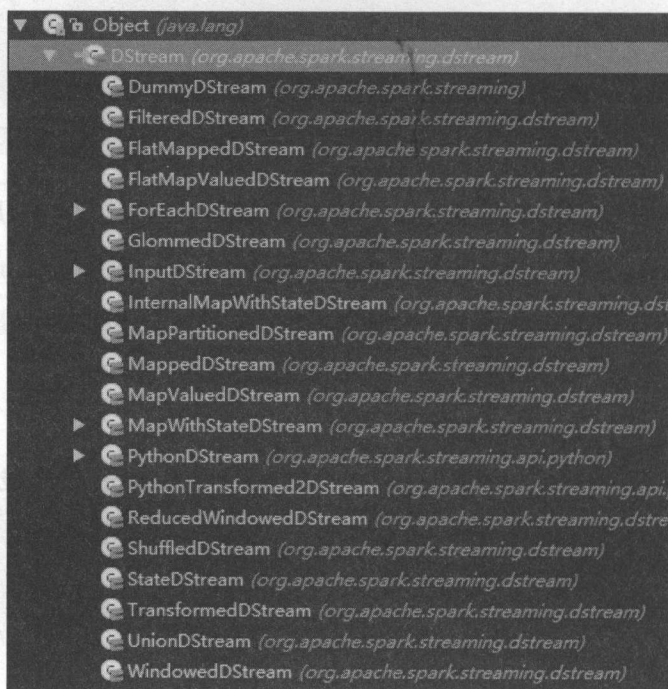 Object (java.lang)
DStream (org.apache.spark.streaming.dstream)
DummyDStream (org.apache.spark.streaming)
FilteredDStream (org.apache.spark.streaming.dstream)
FlatMappedDStream (org.apache.spark.streaming.dstream)
FlatMapValuedDStream (org.apache.spark.streaming.dstream)
ForEachDStream (org.apache.spark.streaming.dstream)
GlommedDStream (org.apache.spark.streaming.dstream)
InputDStream (org.apache.spark.streaming.dstream)
InternalMapWithStateDStream (org.apache.spark.streaming.dst
MapPartitionedDStream (org.apache.spark.streaming.dstream)
MappedDStream (org.apache.spark.streaming.dstream)
MapValuedDStream (org.apache.spark.streaming.dstream)
MapWithStateDStream (org.apache.spark.streaming.dstream)
PythonDStream (org.apache.spark.streaming.api.python)
PythonTransformed2DStream (org.apache.spark.streaming.api.
ReducedWindowedDStream (org.apache.spark.streaming.dstre
ShuffledDStream (org.apache.spark.streaming.dstream)
StateDStream (org.apache.spark.streaming.dstream)
TransformedDStream (org.apache.spark.streaming.dstream)
UnionDStream (org.apache.spark.streaming.dstream)
WindowedDStream (org.apache.spark.streaming.dstream)